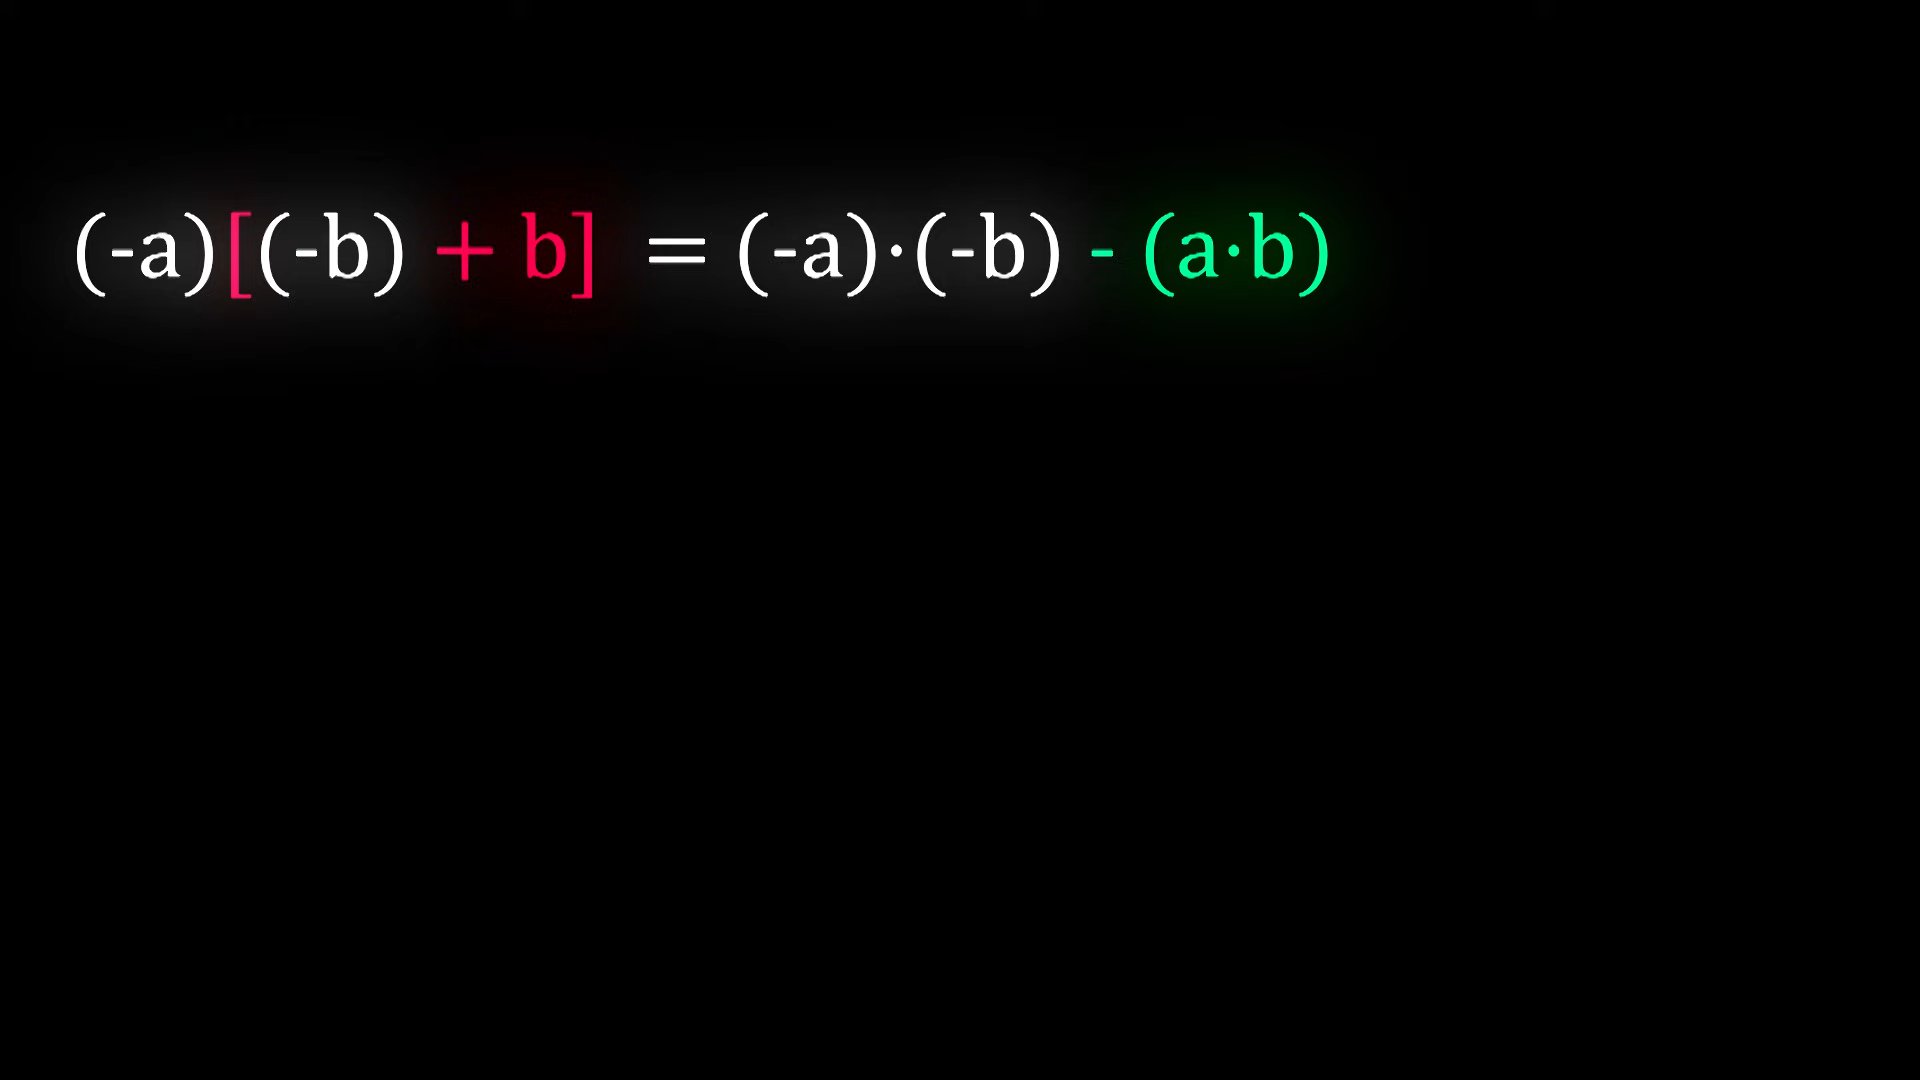 (-a)[(-b) + b] = (-a)·(-b) - (a·b)